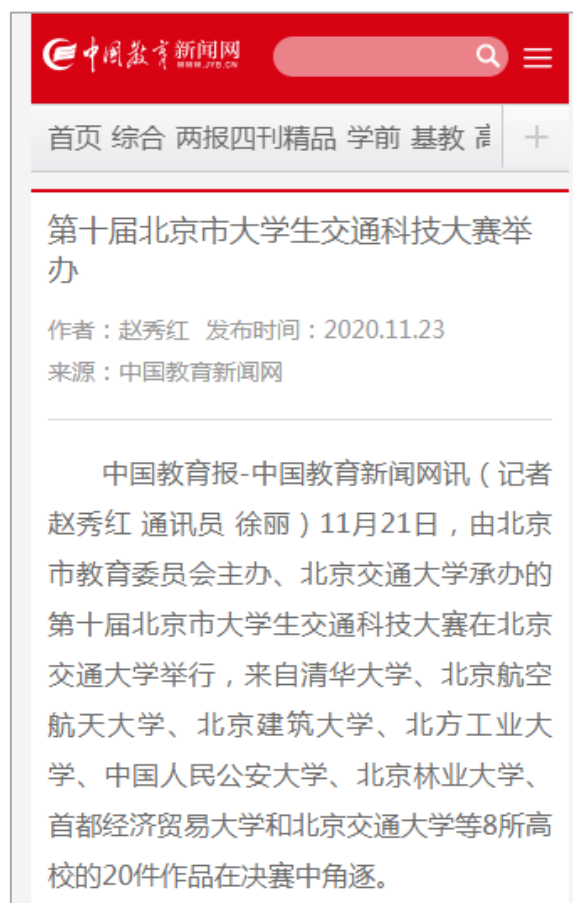 中国教育新闻网
WWW.JYB.CN
首页 综合 两报四刊精品 学前 基教 高
第十届北京市大学生交通科技大赛举
办
作者：赵秀红 发布时间：2020.11.23
来源：中国教育新闻网
中国教育报-中国教育新闻网讯（记者
赵秀红 通讯员 徐丽）11月21日，由北京
市教育委员会主办、北京交通大学承办的
第十届北京市大学生交通科技大赛在北京
交通大学举行，来自清华大学、北京航空
航天大学、北京建筑大学、北方工业大
学、中国人民公安大学、北京林业大学、
首都经济贸易大学和北京交通大学等8所高
校的20件作品在决赛中角逐。